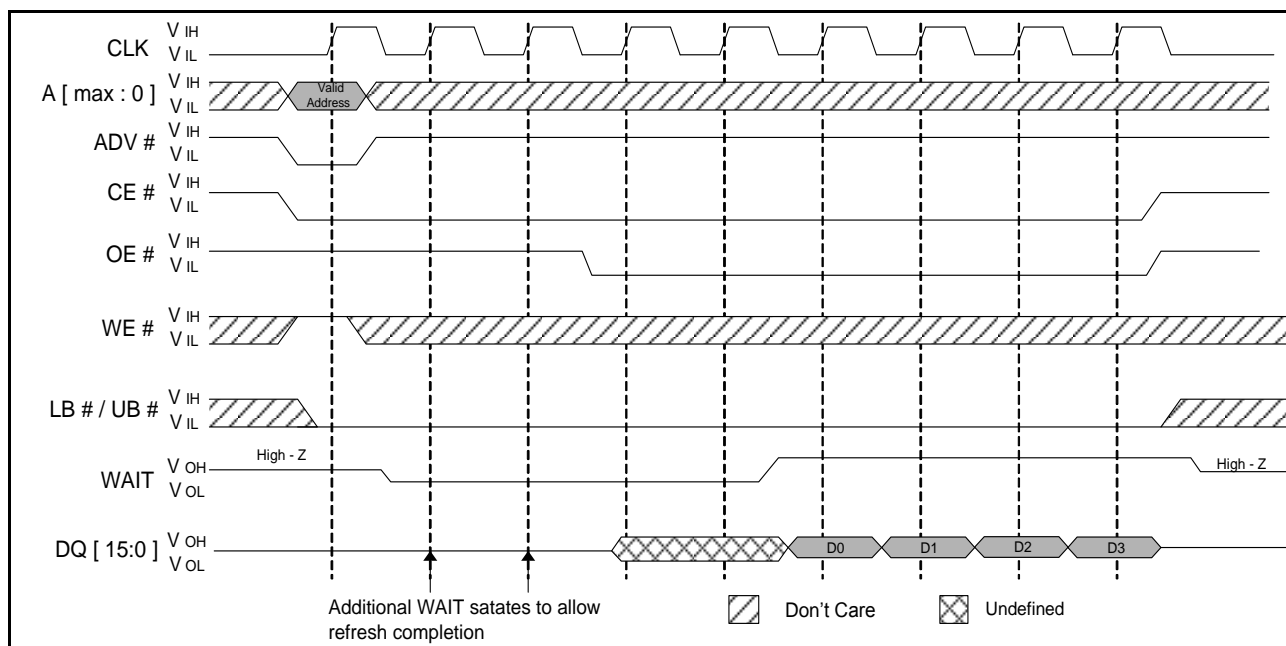 CLK V IH
V IL
A [ max : 0 ] V IH
V IL
Valid
Address
ADV # V IH
V IL
CE # V IH
V IL
OE # V IH
V IL
WE # V IH
V IL
LB # / UB # V IH
V IL
WAIT V OH
V OL
High - Z
High - Z
DQ [ 15:0 ] V OH
V OL
D0 D1 D2 D3
Additional WAIT satates to allow
refresh completion
Don't Care
Undefined